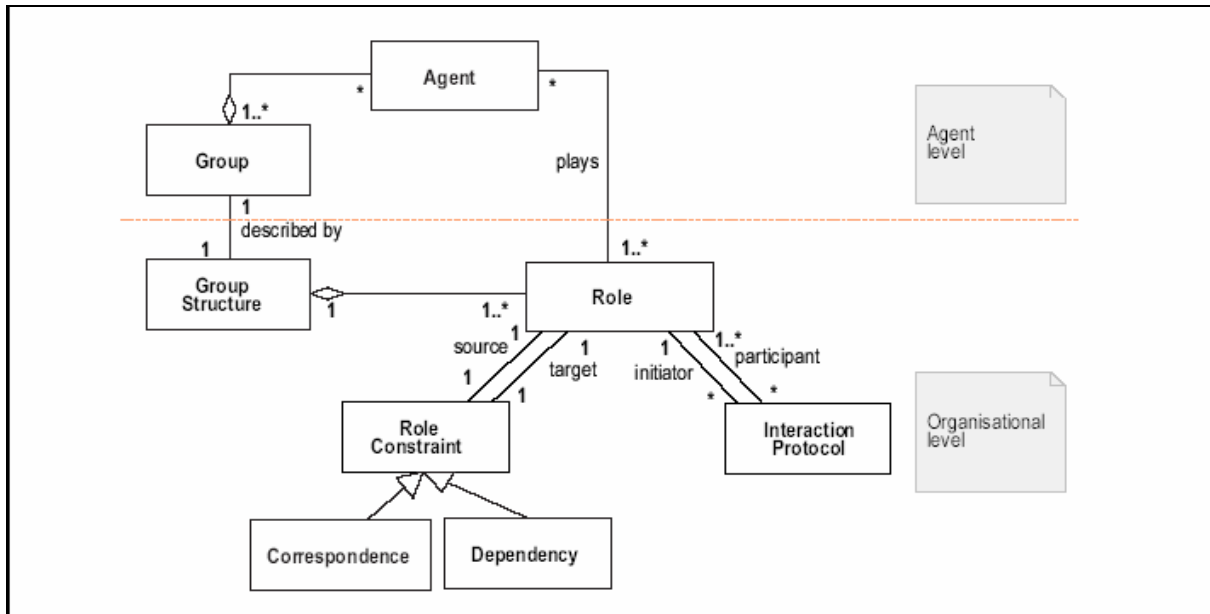 Agent
*
*
1..*
Agent
level
Group
plays
1
described by
1
1..*
Group
Structure
1
Role
1..*
1
source
1
target
1
initiator
1..*
participant
1
1
*
*
Role
Constraint
Interaction
Protocol
Organisational
level
Correspondence
Dependency